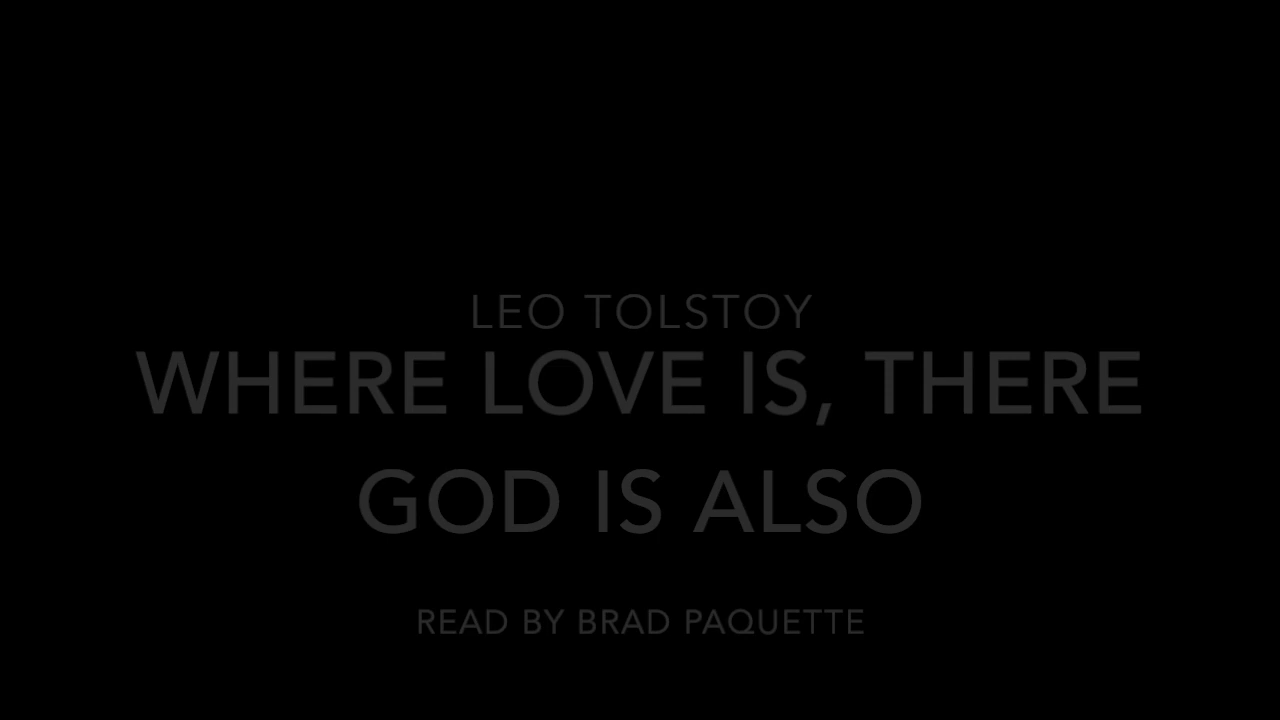 LEO TOLSTOY
WHERE LOVE IS, THERE
GOD IS ALSO
READ BY BRAD PAQUETTE